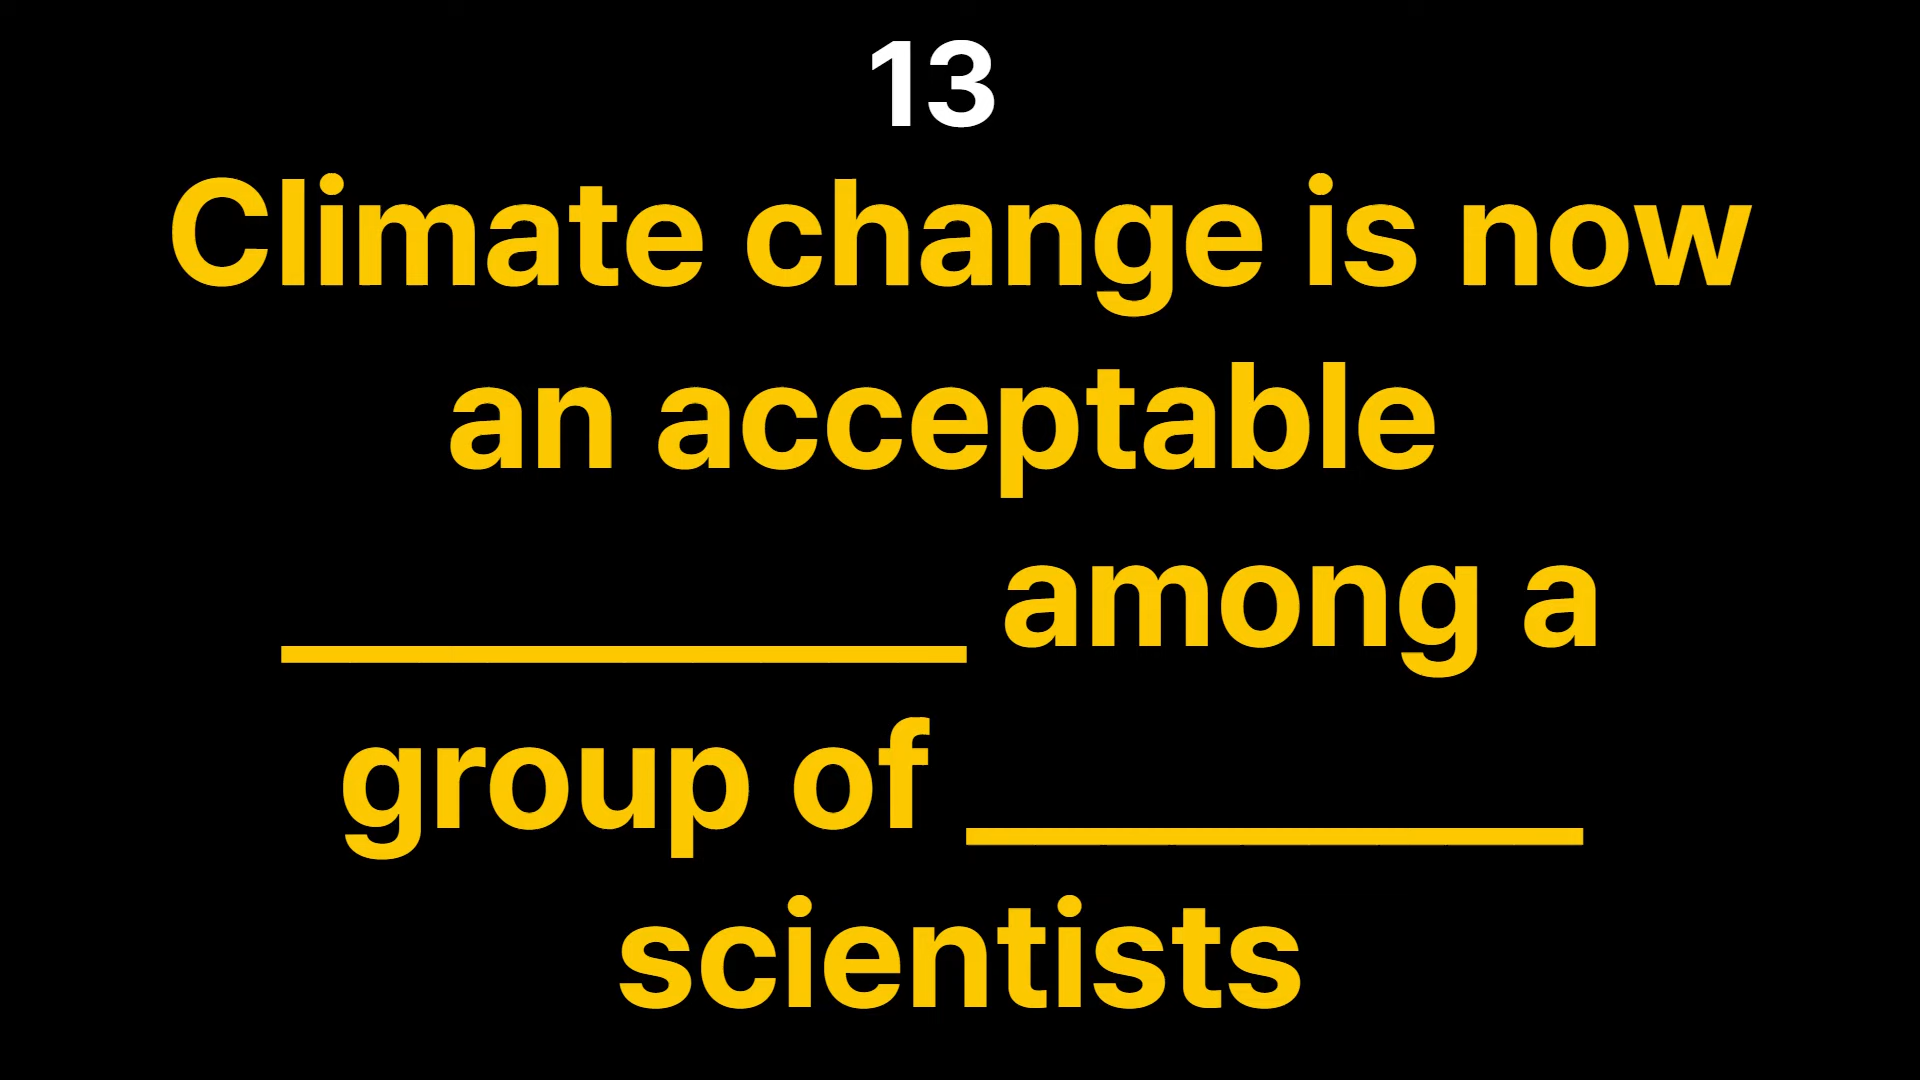 13
Climate change is now
an acceptable
__________ among a
group of _________
scientists